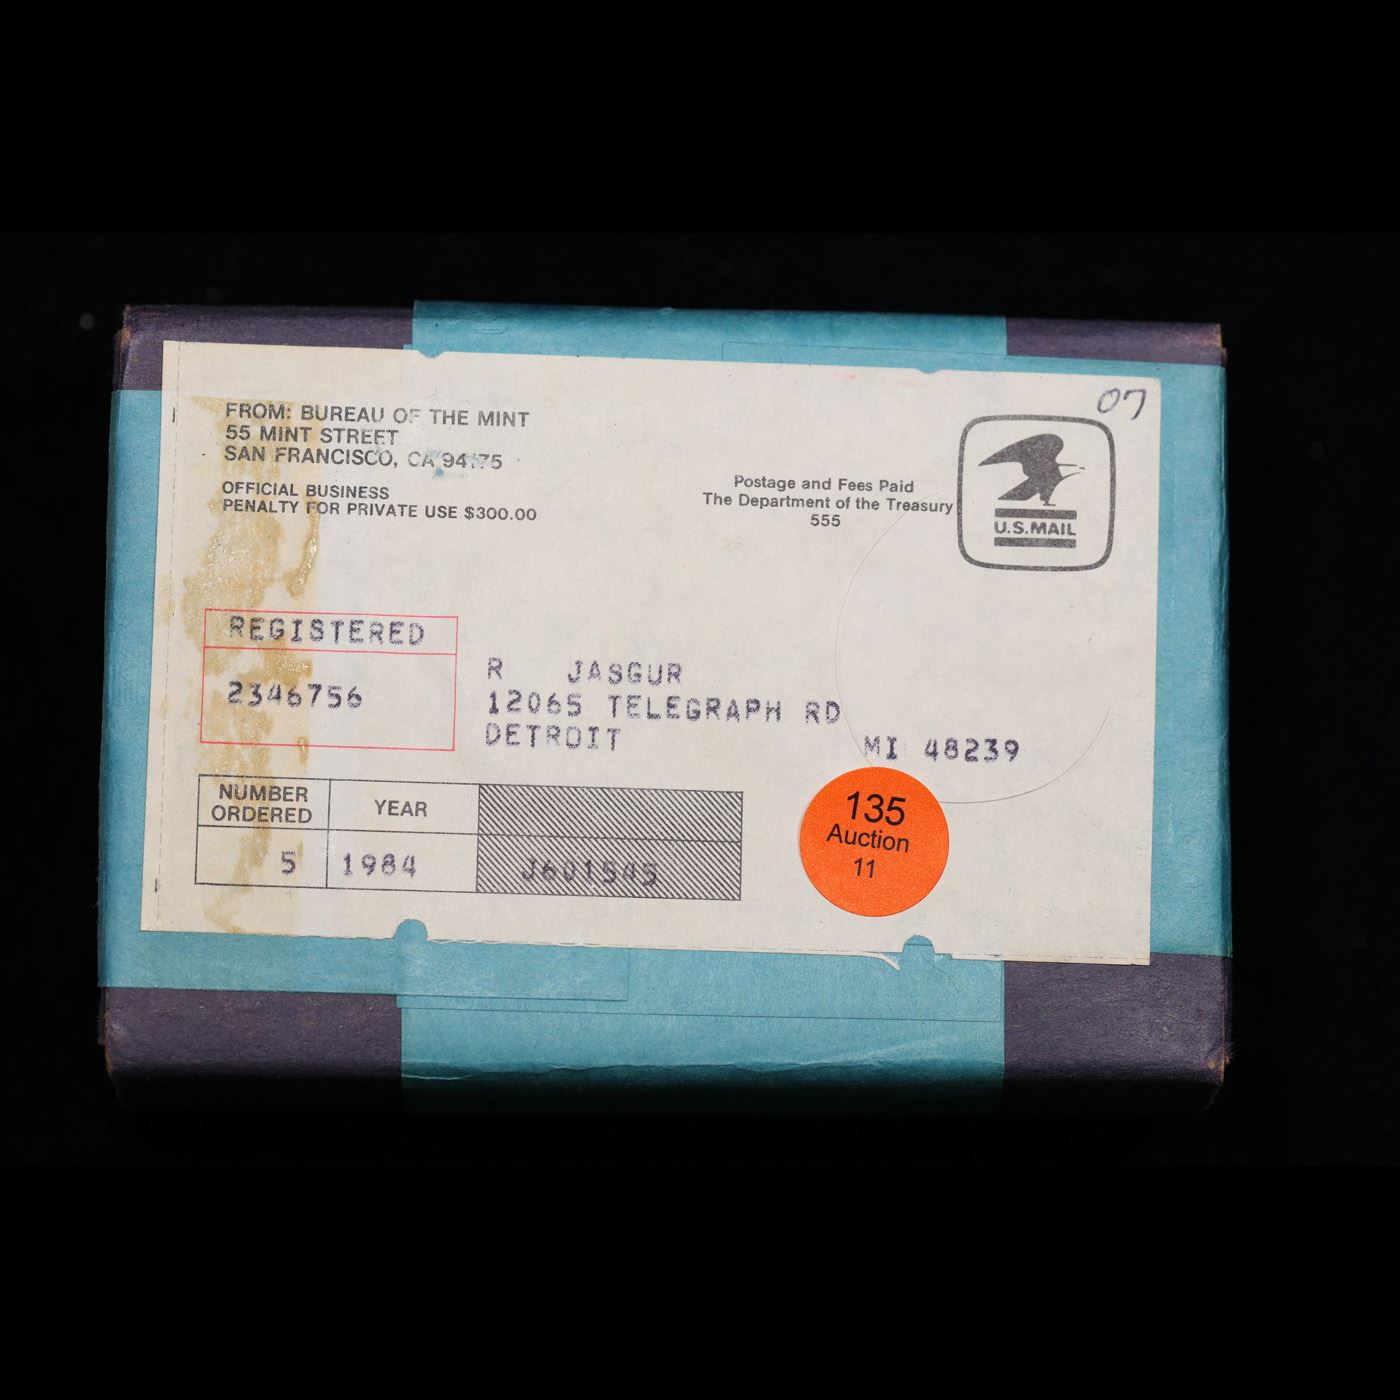 07
FROM: BUREAU OF THE MINT
55 MINT STREET
SAN FRANCISCO, CA 94175
OFFICIAL BUSINESS
PENALTY FOR PRIVATE USE $300.00
Postage and Fees Paid
The Department of the Treasury
555
U.S.MAIL
REGISTERED
2346756
R JASGUR
12065 TELEGRAPH RD
DETROIT MI 48239
NUMBER ORDERED YEAR
5 1984 J601545
135
Auction
11